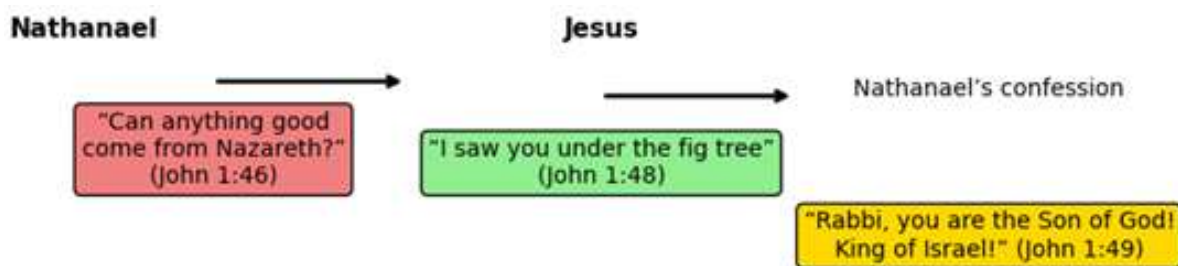 Nathanael
Jesus
Nathanael’s confession
“Can anything good
come from Nazareth?”
(John 1:46)
“I saw you under the fig tree”
(John 1:48)
“Rabbi, you are the Son of God!
King of Israel!” (John 1:49)